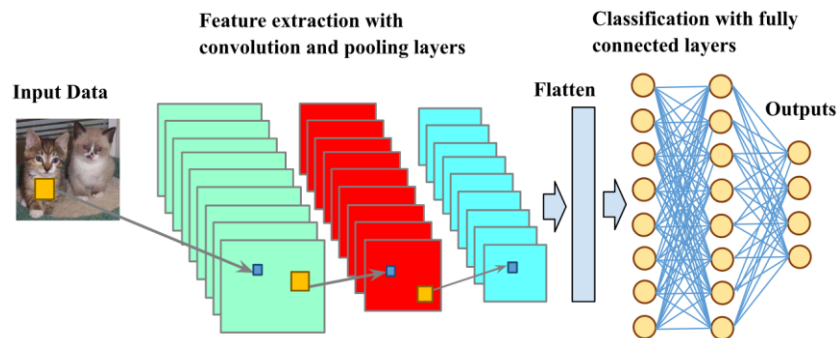 Feature extraction with
convolution and pooling layers
Classification with fully
connected layers
Input Data
Flatten
Outputs